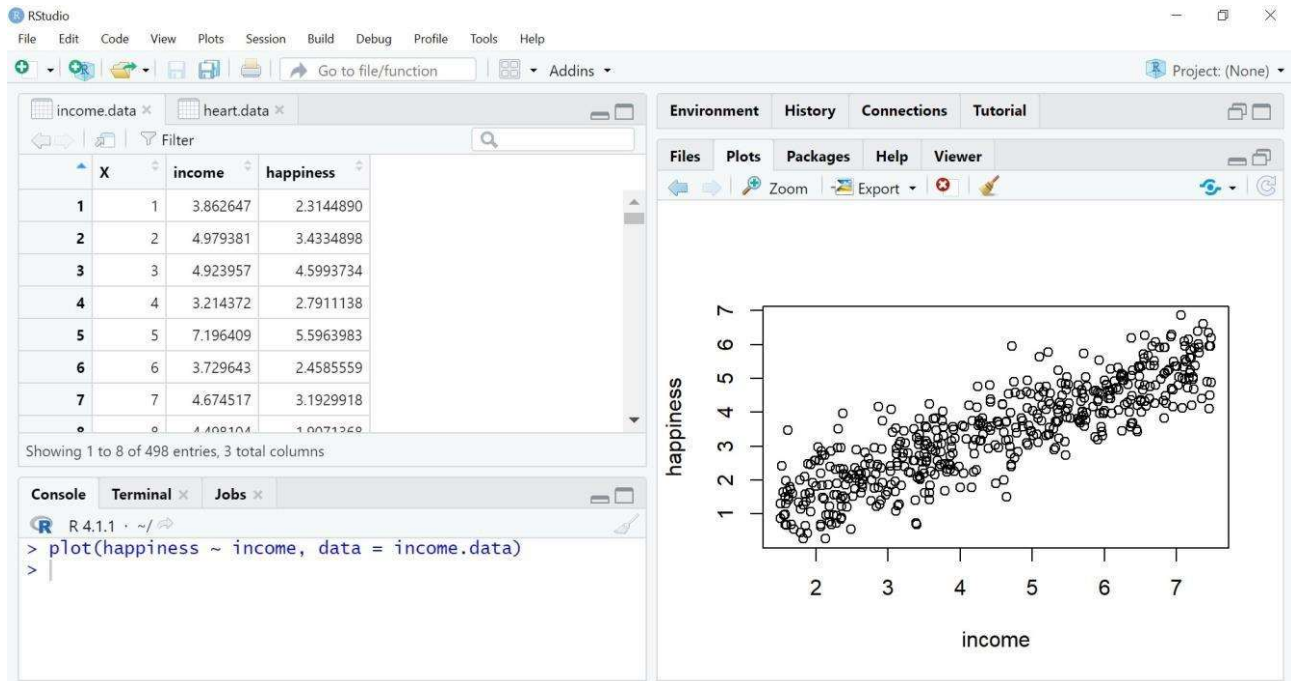 RStudio
File Edit Code View Plots Session Build Debug Profile Tools Help
Go to file/function Addins Project: (None)
income.data heart.data
Filter
X income happiness
1 1 3.862647 2.3144890
2 2 4.979381 3.4334898
3 3 4.923957 4.5993734
4 4 3.214372 2.7911138
5 5 7.196409 5.5963983
6 6 3.729643 2.4585559
7 7 4.674517 3.1929918
8 8 4.498104 1.9071368
Showing 1 to 8 of 498 entries, 3 total columns
Console Terminal Jobs
R 4.1.1 · ~/
> plot(happiness ~ income, data = income.data)
>
Environment History Connections Tutorial
Files Plots Packages Help Viewer
Zoom Export
happiness
7
6
5
4
3
2
1
2 3 4 5 6 7
income